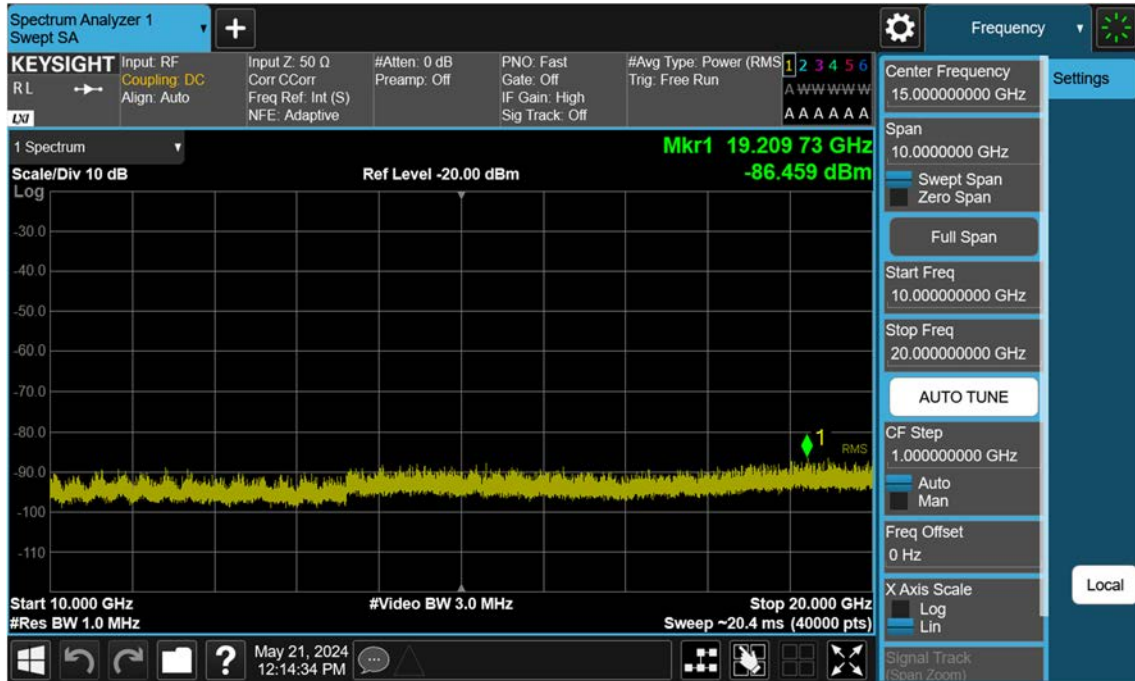 Spectrum Analyzer 1
Swept SA
Frequency
KEYSIGHT
R L
LXI
Input: RF
Coupling: DC
Align: Auto
Input Z: 50 Ω
Corr CCorr
Freq Ref: Int (S)
NFE: Adaptive
#Atten: 0 dB
Preamp: Off
PNO: Fast
Gate: Off
IF Gain: High
Sig Track: Off
#Avg Type: Power (RMS
Trig: Free Run
1 2 3 4 5 6
A W W W W W
A A A A A A
1 Spectrum
Scale/Div 10 dB
Log
Ref Level -20.00 dBm
Mkr1 19.209 73 GHz
-86.459 dBm
-30.0
-40.0
-50.0
-60.0
-70.0
-80.0
-90.0
-100
-110
1
RMS
Start 10.000 GHz
#Res BW 1.0 MHz
#Video BW 3.0 MHz
Stop 20.000 GHz
Sweep ~20.4 ms (40000 pts)
Center Frequency
15.000000000 GHz
Span
10.0000000 GHz
Swept Span
Zero Span
Full Span
Start Freq
10.000000000 GHz
Stop Freq
20.000000000 GHz
AUTO TUNE
CF Step
1.000000000 GHz
Auto
Man
Freq Offset
0 Hz
X Axis Scale
Log
Lin
Signal Track
(Span Zoom)
Settings
Local
?
May 21, 2024
12:14:34 PM